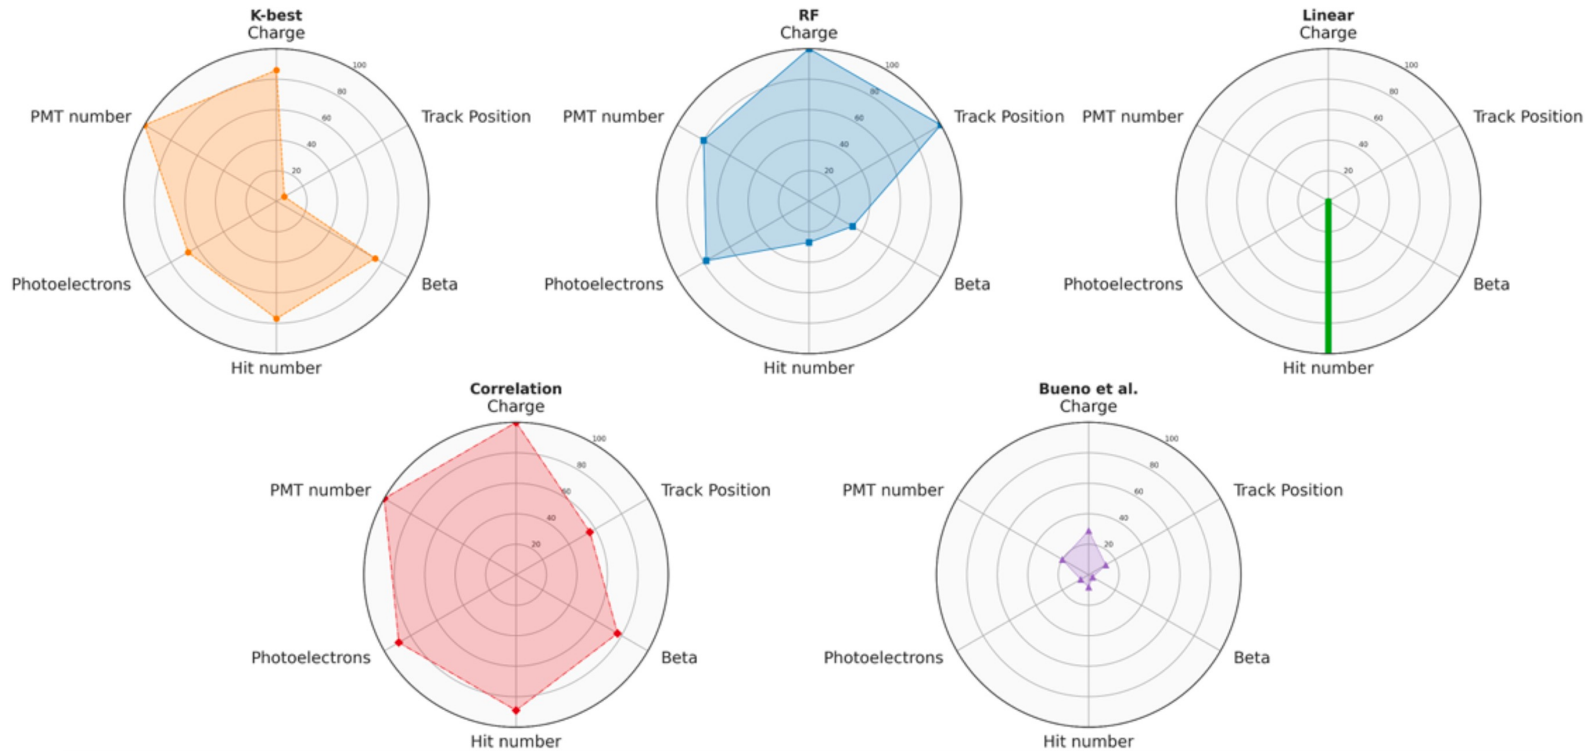 K-best
Charge
100
80
60
40
20
PMT number
Track Position
Photoelectrons
Beta
Hit number
RF
Charge
100
80
60
40
20
PMT number
Track Position
Photoelectrons
Beta
Hit number
Linear
Charge
100
80
60
40
20
PMT number
Track Position
Photoelectrons
Beta
Hit number
Correlation
Charge
100
80
60
40
20
PMT number
Track Position
Photoelectrons
Beta
Hit number
Bueno et al.
Charge
100
80
60
40
20
PMT number
Track Position
Photoelectrons
Beta
Hit number